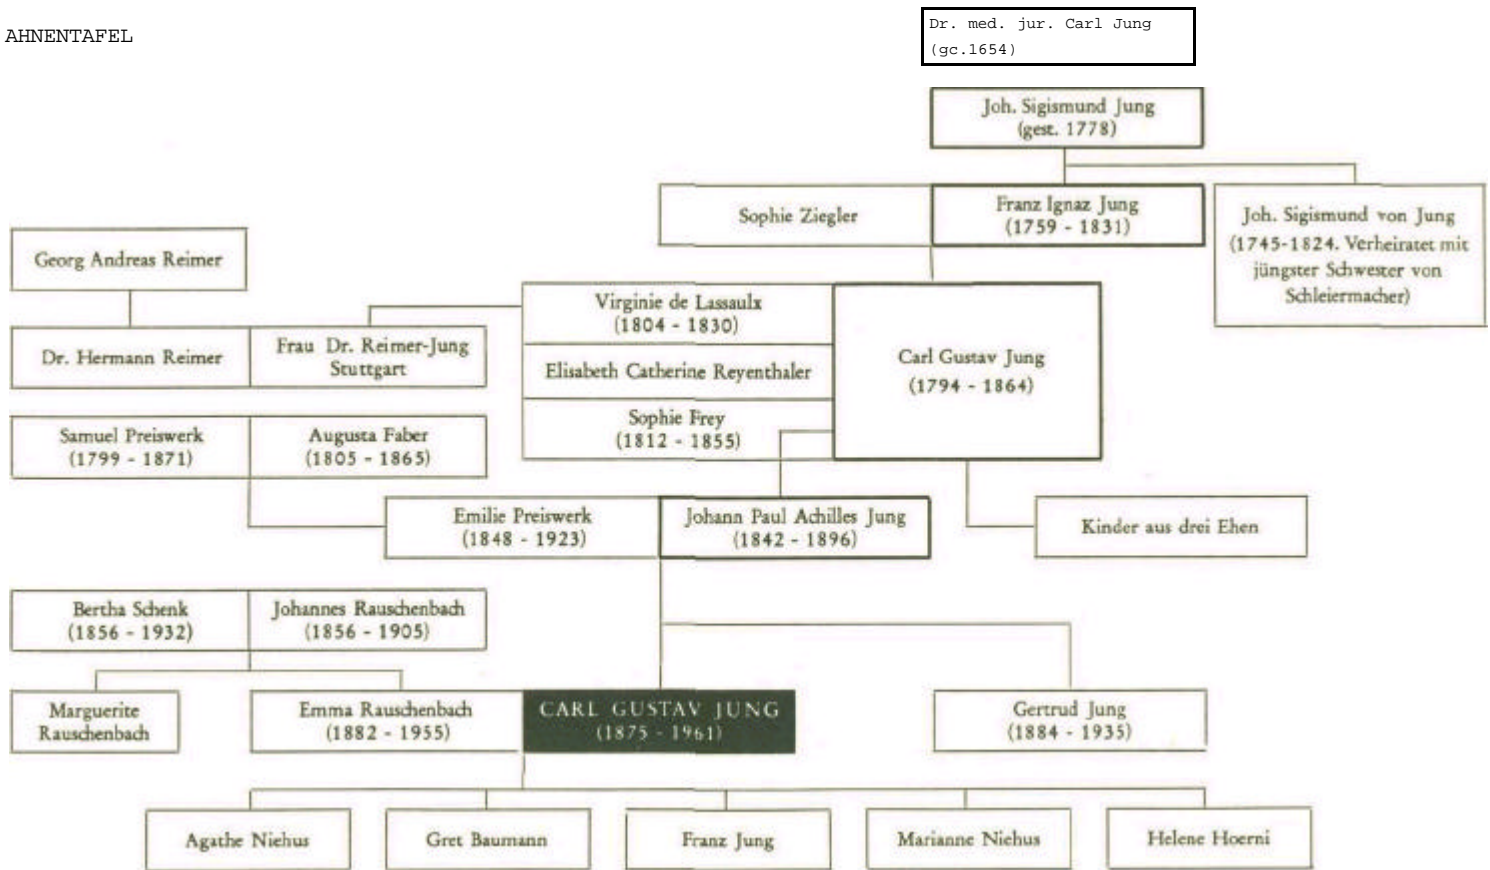 AHNENTAFEL
Dr. med. jur. Carl Jung
(gc.1654)
Joh. Sigismund Jung
(gest. 1778)
Sophie Ziegler
Franz Ignaz Jung
(1759 - 1831)
Joh. Sigismund von Jung
(1745-1824. Verheiratet mit
jüngster Schwester von
Schleiermacher)
Georg Andreas Reimer
Virginie de Lassaulx
(1804 - 1830)
Dr. Hermann Reimer
Frau Dr. Reimer-Jung
Stuttgart
Elisabeth Catherine Reyenthaler
Carl Gustav Jung
(1794 - 1864)
Sophie Frey
(1812 - 1855)
Samuel Preiswerk
(1799 - 1871)
Augusta Faber
(1805 - 1865)
Emilie Preiswerk
(1848 - 1923)
Johann Paul Achilles Jung
(1842 - 1896)
Kinder aus drei Ehen
Bertha Schenk
(1856 - 1932)
Johannes Rauschenbach
(1856 - 1905)
Marguerite
Rauschenbach
Emma Rauschenbach
(1882 - 1955)
CARL GUSTAV JUNG
(1875 - 1961)
Gertrud Jung
(1884 - 1935)
Agathe Niehus
Gret Baumann
Franz Jung
Marianne Niehus
Helene Hoerni